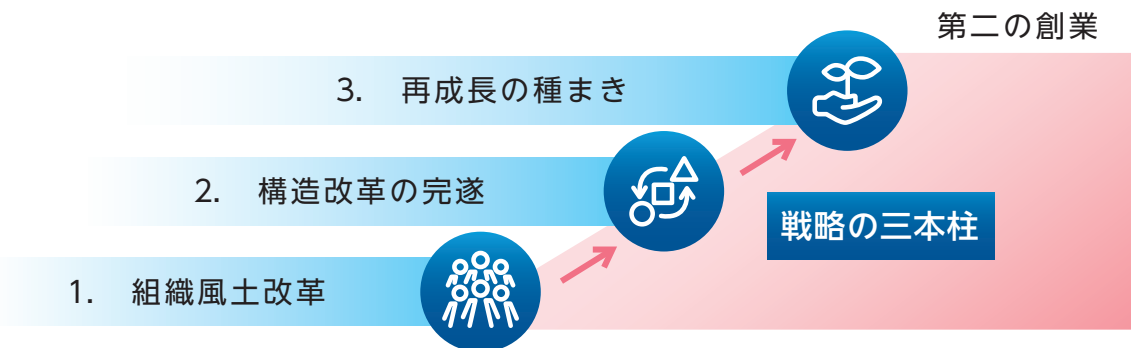 第二の創業
3. 再成長の種まき
2. 構造改革の完遂
戦略の三本柱
1. 組織風土改革